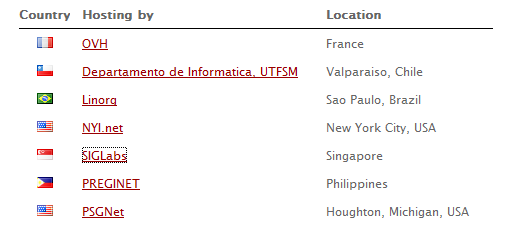 Country Hosting by Location
OVH France
Departamento de Informatica, UTFSM Valparaiso, Chile
Linorg Sao Paulo, Brazil
NYI.net New York City, USA
SIGLabs Singapore
PREGINET Philippines
PSGNet Houghton, Michigan, USA